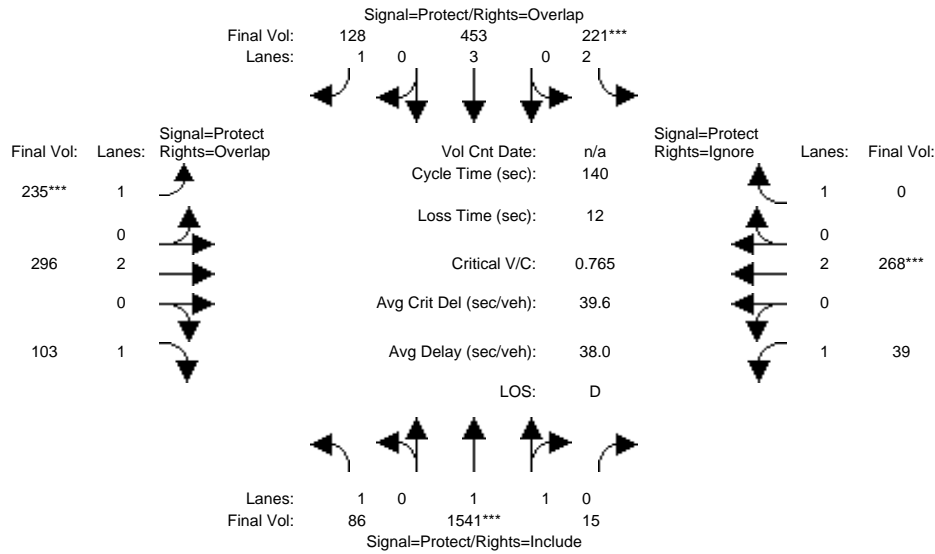 Signal=Protect/Rights=Overlap
Final Vol: 128 453 221***
Lanes: 1 0 3 0 2
Signal=Protect
Final Vol: Lanes: Rights=Overlap
Vol Cnt Date: n/a
Signal=Protect
Rights=Ignore Lanes: Final Vol:
Cycle Time (sec): 140
235*** 1
1 0
Loss Time (sec): 12
0
0
296 2
Critical V/C: 0.765
2 268***
0
Avg Crit Del (sec/veh): 39.6
0
103 1
Avg Delay (sec/veh): 38.0
1 39
LOS: D
Lanes: 1 0 1 1 0
Final Vol: 86 1541*** 15
Signal=Protect/Rights=Include